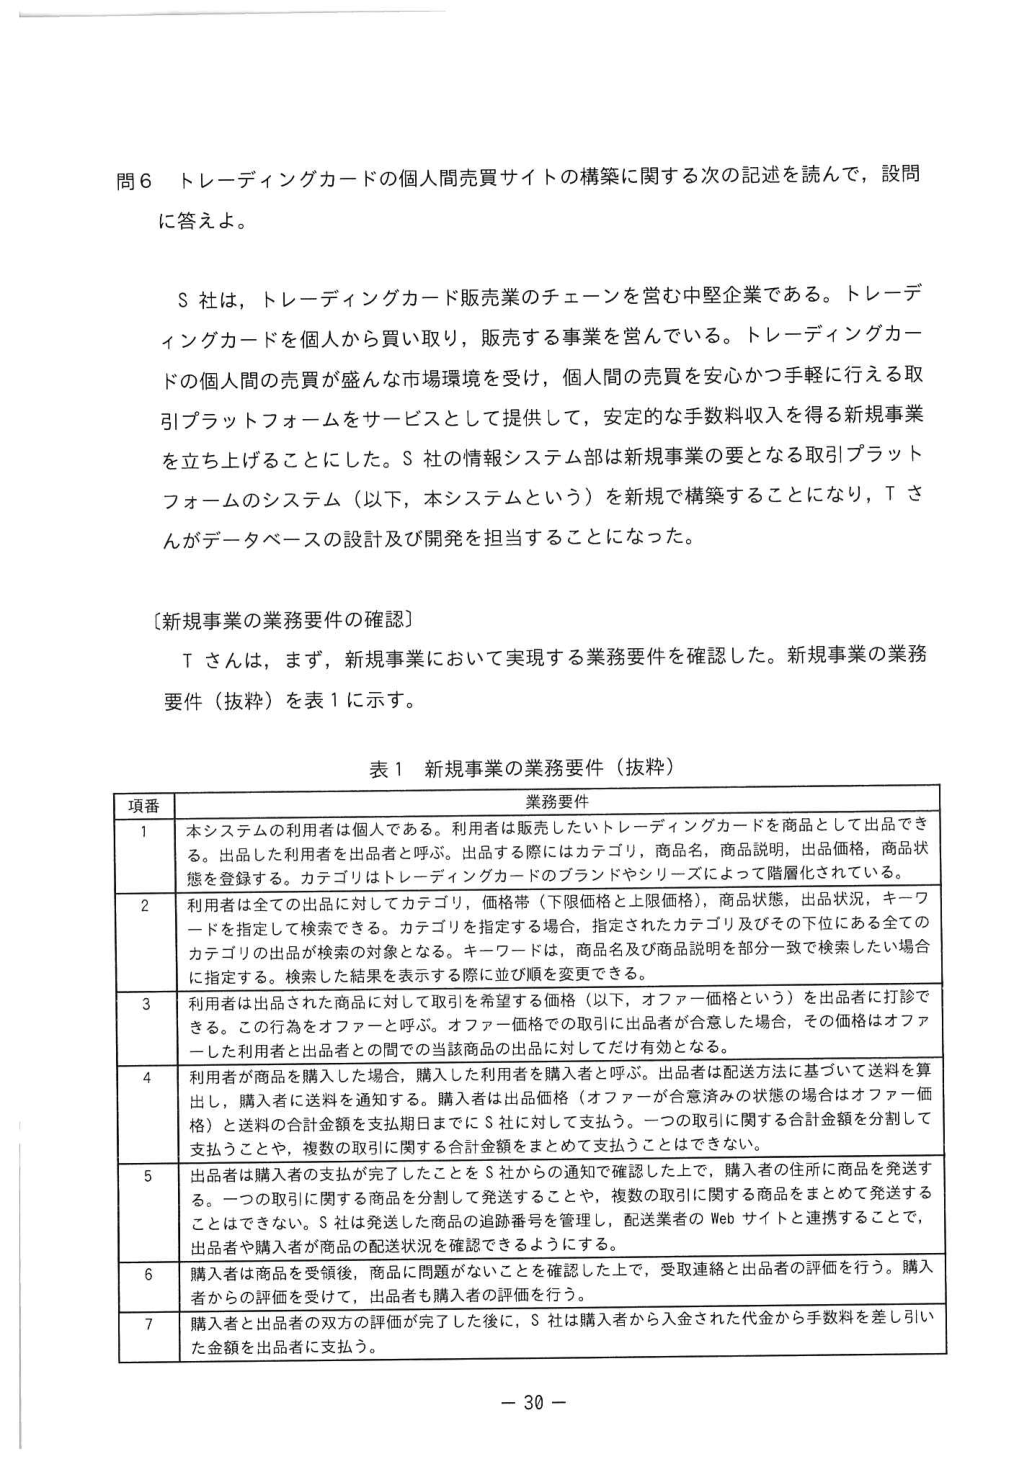 問6　トレーディングカードの個人間売買サイトの構築に関する次の記述を読んで，設問
に答えよ。
S 社は，トレーディングカード販売業のチェーンを営む中堅企業である。トレーデ
ィングカードを個人から買い取り，販売する事業を営んでいる。トレーディングカー
ドの個人間の売買が盛んな市場環境を受け，個人間の売買を安心かつ手軽に行える取
引プラットフォームをサービスとして提供して，安定的な手数料収入を得る新規事業
を立ち上げることにした。S 社の情報システム部は新規事業の要となる取引プラット
フォームのシステム（以下，本システムという）を新規で構築することになり，T さ
んがデータベースの設計及び開発を担当することになった。
〔新規事業の業務要件の確認〕
T さんは，まず，新規事業において実現する業務要件を確認した。新規事業の業務
要件（抜粋）を表1に示す。
表1　新規事業の業務要件（抜粋）
項番　業務要件
1　本システムの利用者は個人である。利用者は販売したいトレーディングカードを商品として出品でき
る。出品した利用者を出品者と呼ぶ。出品する際にはカテゴリ，商品名，商品説明，出品価格，商品状
態を登録する。カテゴリはトレーディングカードのブランドやシリーズによって階層化されている。
2　利用者は全ての出品に対してカテゴリ，価格帯（下限価格と上限価格），商品状態，出品状況，キーワ
ードを指定して検索できる。カテゴリを指定する場合，指定されたカテゴリ及びその下位にある全ての
カテゴリの出品が検索の対象となる。キーワードは，商品名及び商品説明を部分一致で検索したい場合
に指定する。検索した結果を表示する際に並び順を変更できる。
3　利用者は出品された商品に対して取引を希望する価格（以下，オファー価格という）を出品者に打診で
きる。この行為をオファーと呼ぶ。オファー価格での取引に出品者が合意した場合，その価格はオファ
ーした利用者と出品者との間での当該商品の出品に対してだけ有効となる。
4　利用者が商品を購入した場合，購入した利用者を購入者と呼ぶ。出品者は配送方法に基づいて送料を算
出し，購入者に送料を通知する。購入者は出品価格（オファーが合意済みの状態の場合はオファー価
格）と送料の合計金額を支払期日までに S 社に対して支払う。一つの取引に関する合計金額を分割して
支払うことや，複数の取引に関する合計金額をまとめて支払うことはできない。
5　出品者は購入者の支払が完了したことを S 社からの通知で確認した上で，購入者の住所に商品を発送す
る。一つの取引に関する商品を分割して発送することや，複数の取引に関する商品をまとめて発送する
ことはできない。S 社は発送した商品の追跡番号を管理し，配送業者の Web サイトと連携することで，
出品者や購入者が商品の配送状況を確認できるようにする。
6　購入者は商品を受領後，商品に問題がないことを確認した上で，受取連絡と出品者の評価を行う。購入
者からの評価を受けて，出品者も購入者の評価を行う。
7　購入者と出品者の双方の評価が完了した後に，S 社は購入者から入金された代金から手数料を差し引い
た金額を出品者に支払う。
－ 30 －